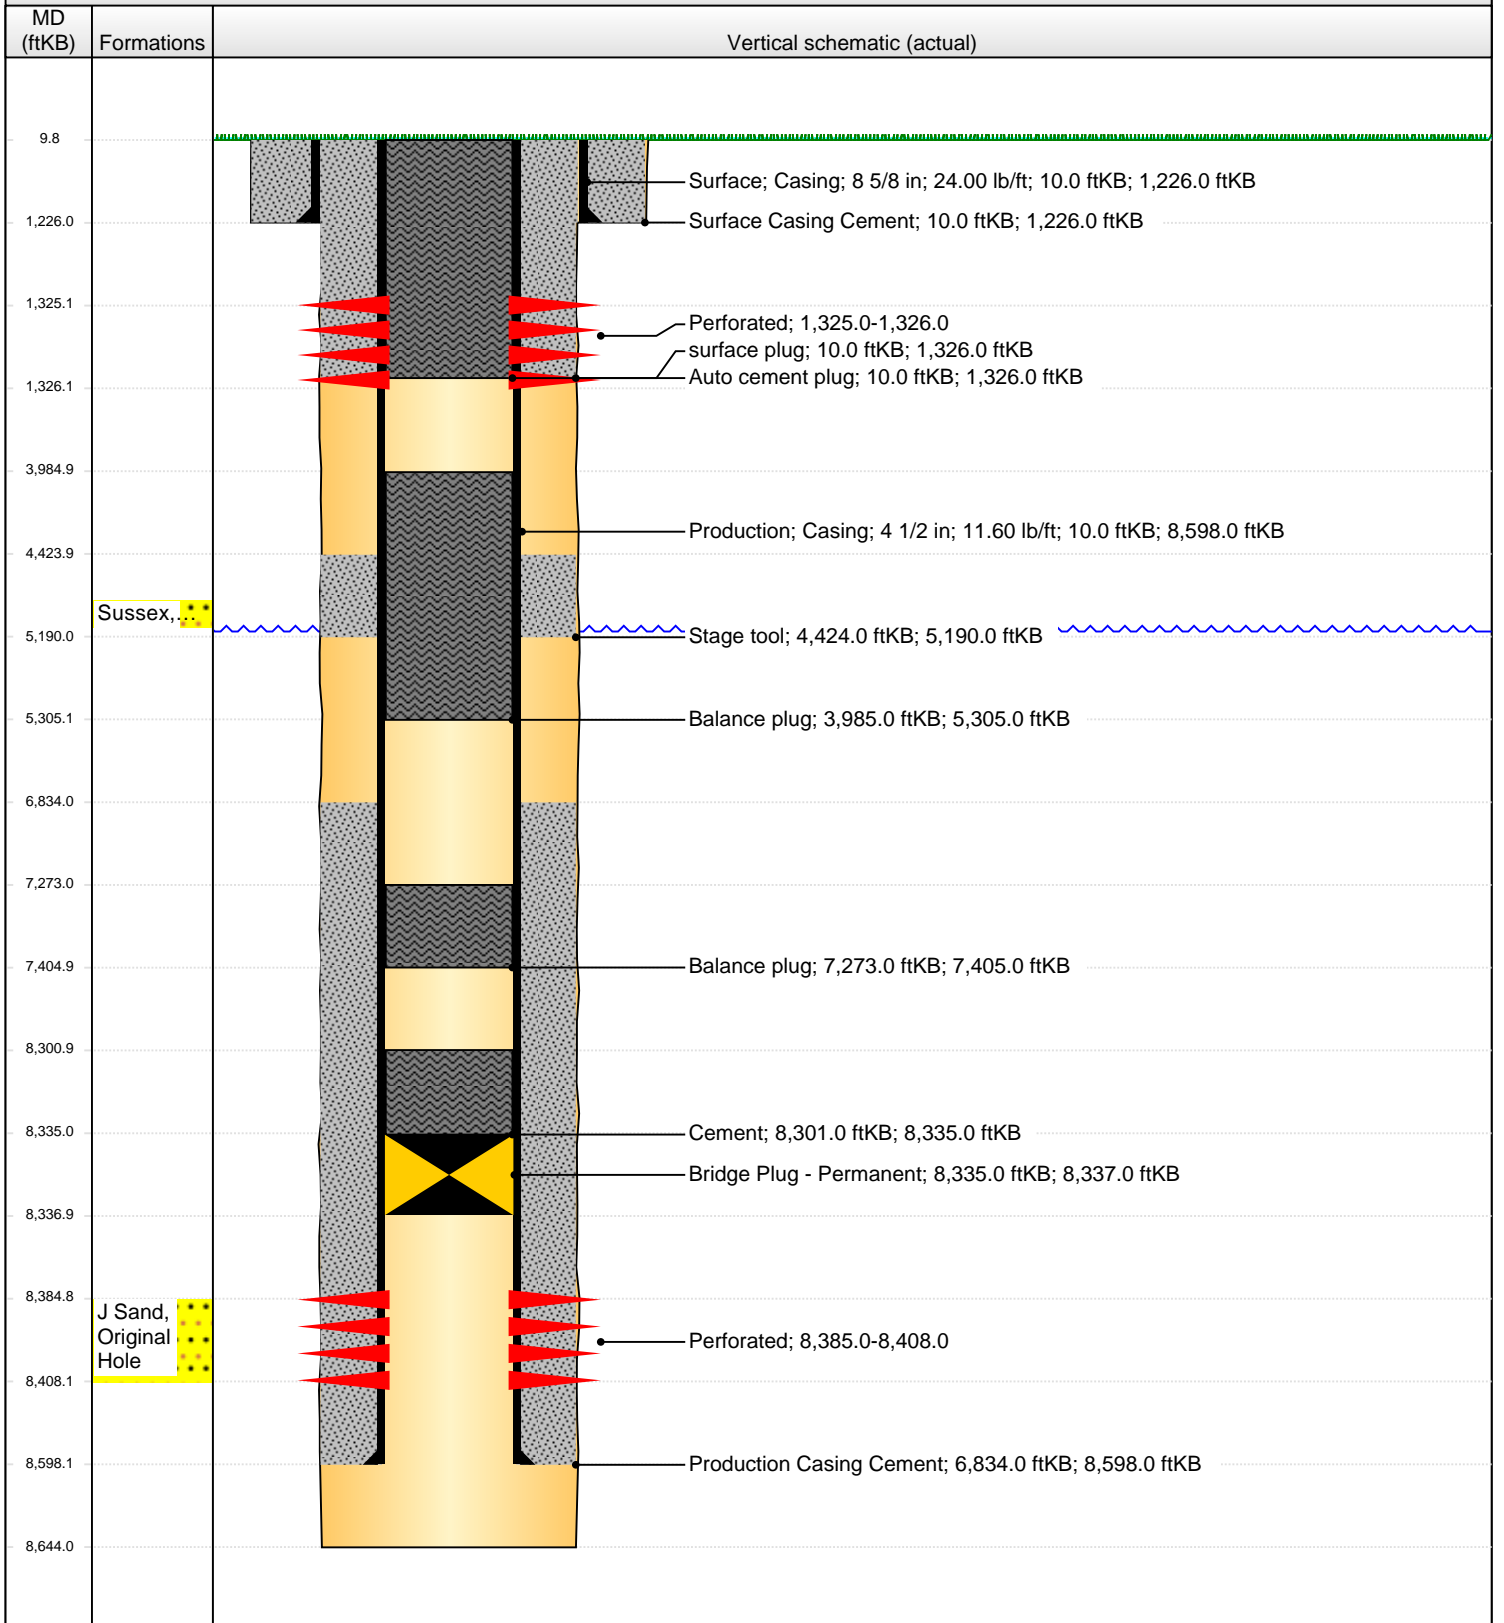 MD
(ftKB)
Formations
Vertical schematic (actual)
9.8
Surface; Casing; 8 5/8 in; 24.00 lb/ft; 10.0 ftKB; 1,226.0 ftKB
1,226.0
Surface Casing Cement; 10.0 ftKB; 1,226.0 ftKB
1,325.1
Perforated; 1,325.0-1,326.0
surface plug; 10.0 ftKB; 1,326.0 ftKB
Auto cement plug; 10.0 ftKB; 1,326.0 ftKB
1,326.1
3,984.9
Production; Casing; 4 1/2 in; 11.60 lb/ft; 10.0 ftKB; 8,598.0 ftKB
4,423.9
Sussex,...
5,190.0
Stage tool; 4,424.0 ftKB; 5,190.0 ftKB
5,305.1
Balance plug; 3,985.0 ftKB; 5,305.0 ftKB
6,834.0
7,273.0
7,404.9
Balance plug; 7,273.0 ftKB; 7,405.0 ftKB
8,300.9
8,335.0
Cement; 8,301.0 ftKB; 8,335.0 ftKB
Bridge Plug - Permanent; 8,335.0 ftKB; 8,337.0 ftKB
8,336.9
8,384.8
J Sand,
Original
Hole
Perforated; 8,385.0-8,408.0
8,408.1
8,598.1
Production Casing Cement; 6,834.0 ftKB; 8,598.0 ftKB
8,644.0